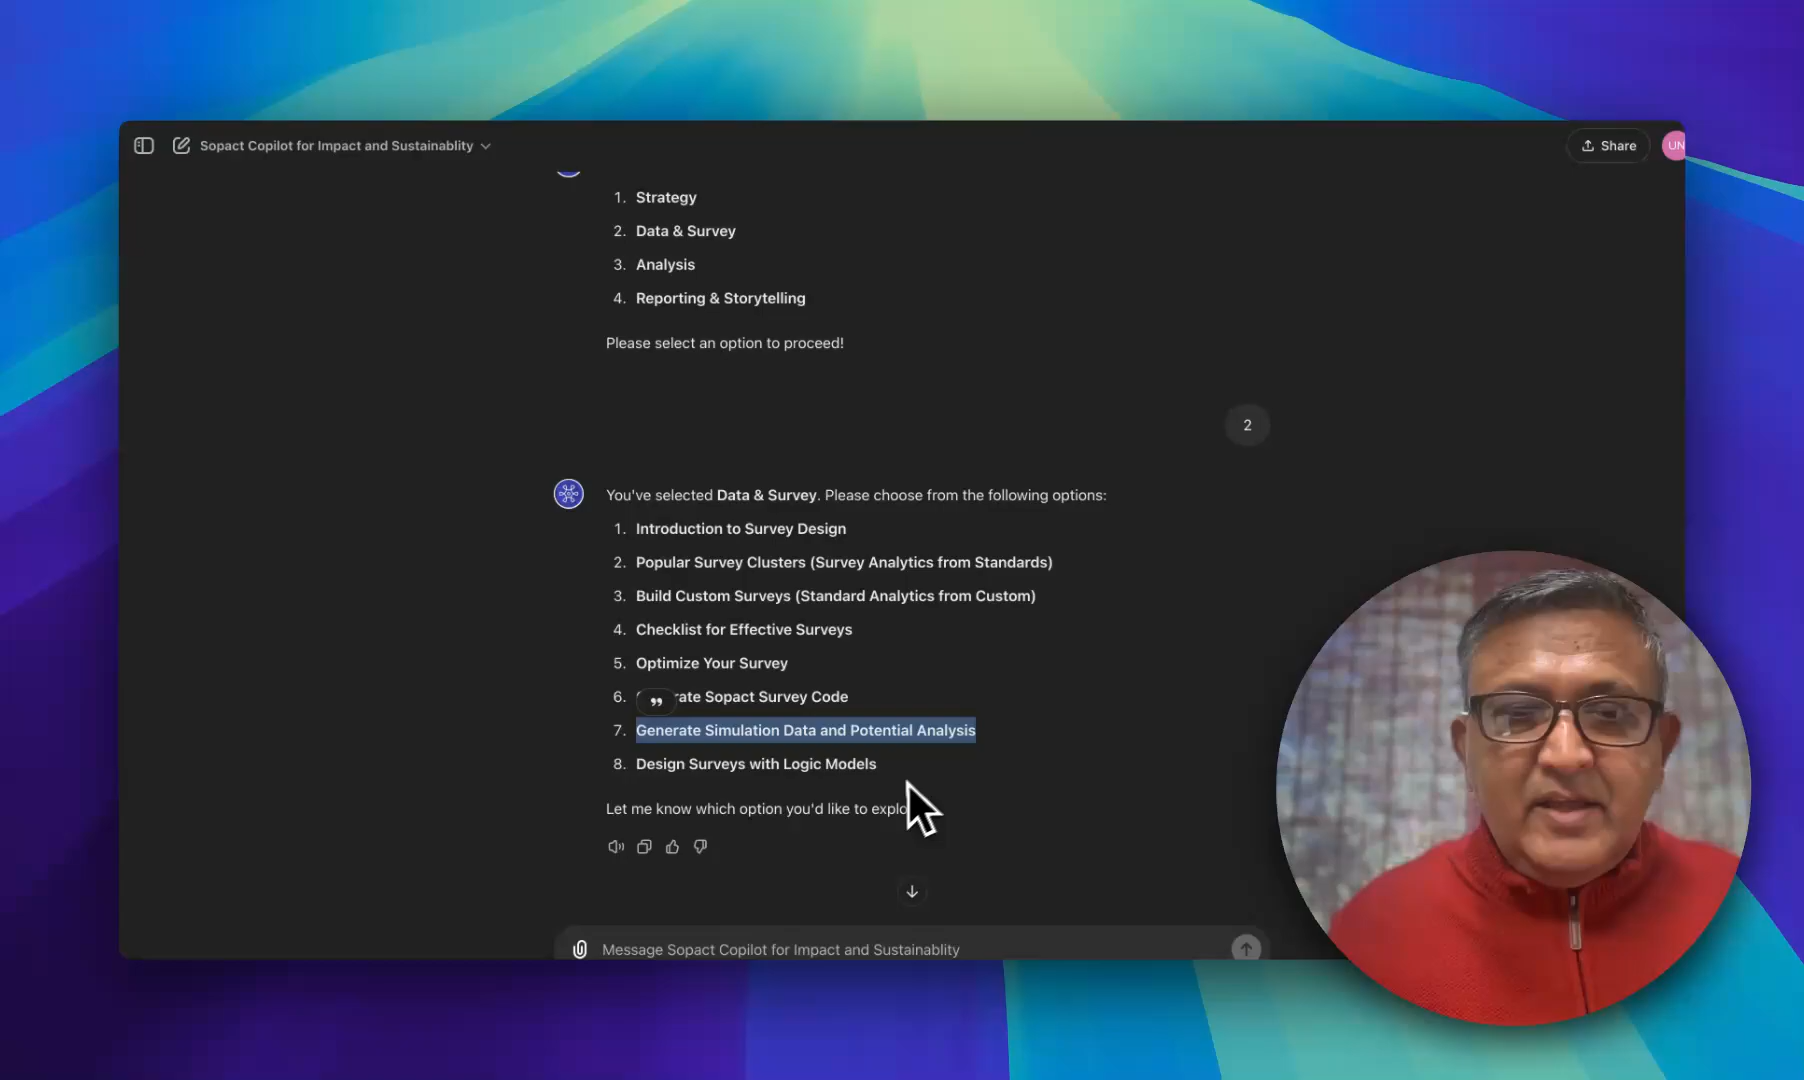 Sopact Copilot for Impact and Sustainablity
Share
UN
1. Strategy
2. Data & Survey
3. Analysis
4. Reporting & Storytelling
Please select an option to proceed!
2
You've selected Data & Survey. Please choose from the following options:
1. Introduction to Survey Design
2. Popular Survey Clusters (Survey Analytics from Standards)
3. Build Custom Surveys (Standard Analytics from Custom)
4. Checklist for Effective Surveys
5. Optimize Your Survey
6. rate Sopact Survey Code
7. Generate Simulation Data and Potential Analysis
8. Design Surveys with Logic Models
Let me know which option you'd like to explo
Message Sopact Copilot for Impact and Sustainablity